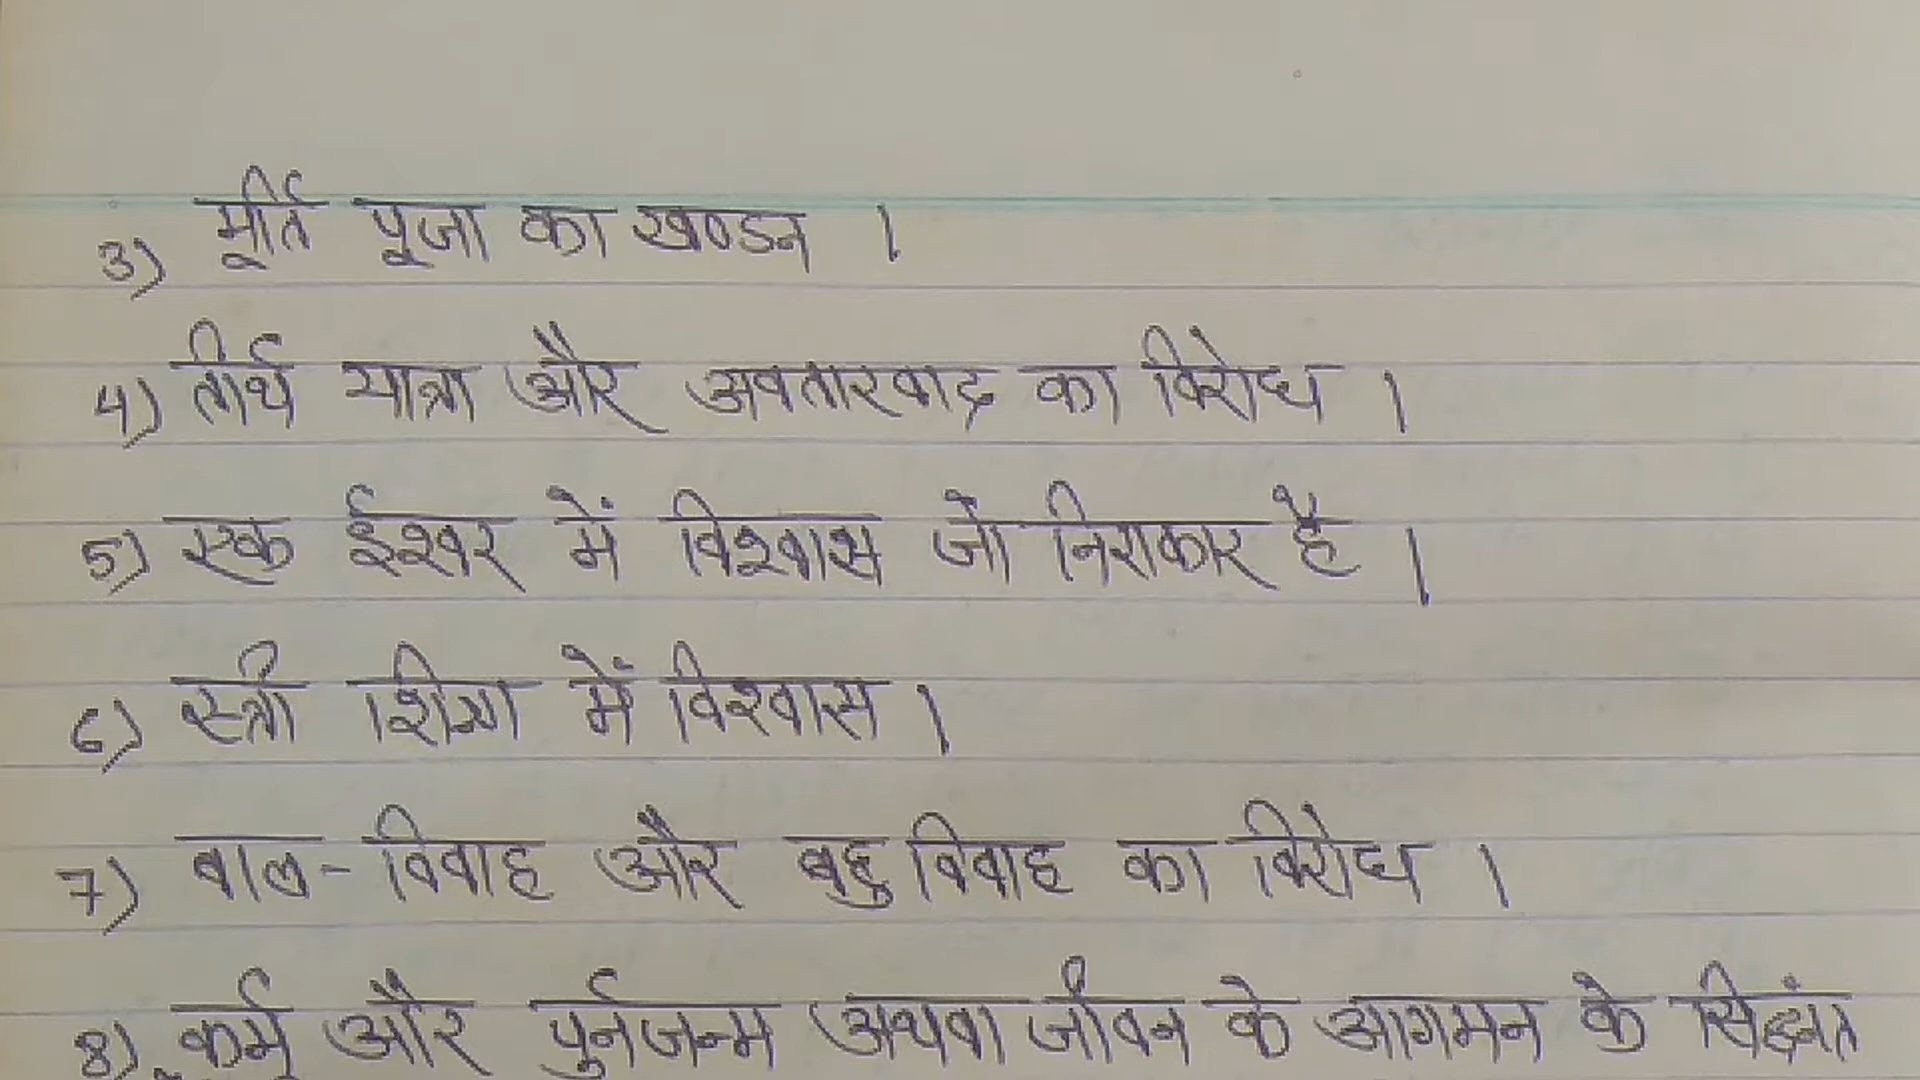 3) मूर्ति पूजा का खण्डन ।
4) तीर्थ यात्रा और अवतारवाद का विरोध ।
5) एक ईश्वर में विश्वास जो निराकार है ।
6) स्त्री शिक्षा में विश्वास ।
7) बाल-विवाह और बहु विवाह का विरोध ।
8) कर्म और पुर्नजन्म अथवा जीवन के आगमन के सिद्धांत